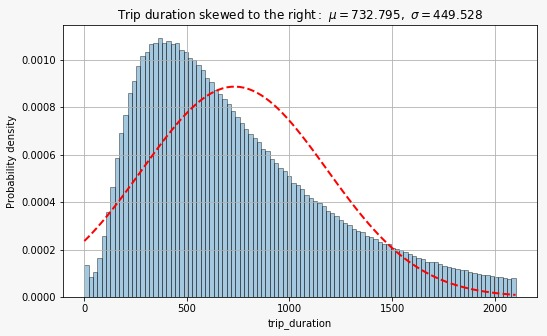 Trip duration skewed to the right: μ = 732.795, σ = 449.528
Probability density
0.0010
0.0008
0.0006
0.0004
0.0002
0.0000
0 500 1000 1500 2000
trip_duration